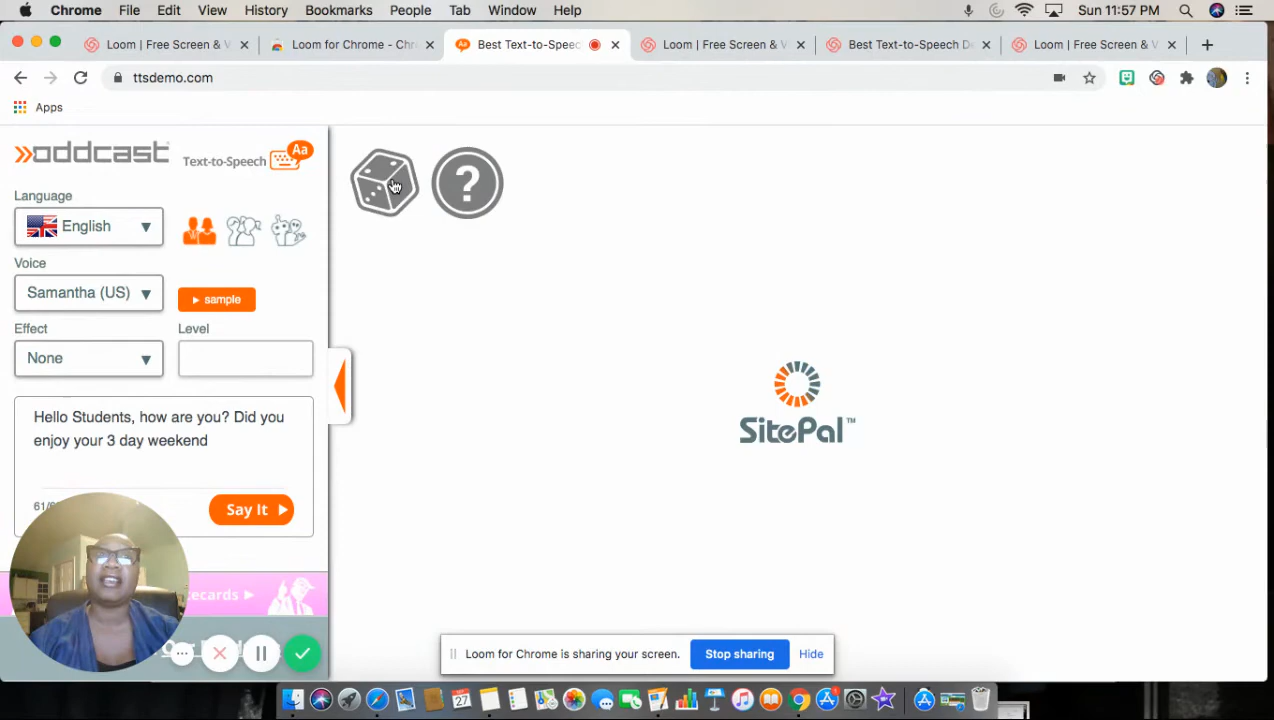 Chrome File Edit View History Bookmarks People Tab Window Help Sun 11:57 PM
Loom | Free Screen & V
Loom for Chrome - Chr
Best Text-to-Speec
Loom | Free Screen & V
Best Text-to-Speech De
Loom | Free Screen & V
ttsdemo.com
Apps
oddcast Text-to-Speech Aa
Language
English
Voice
Samantha (US)
sample
Effect Level
None
Hello Students, how are you? Did you
enjoy your 3 day weekend
Say It
SitePal™
?
Loom for Chrome is sharing your screen. Stop sharing Hide
27